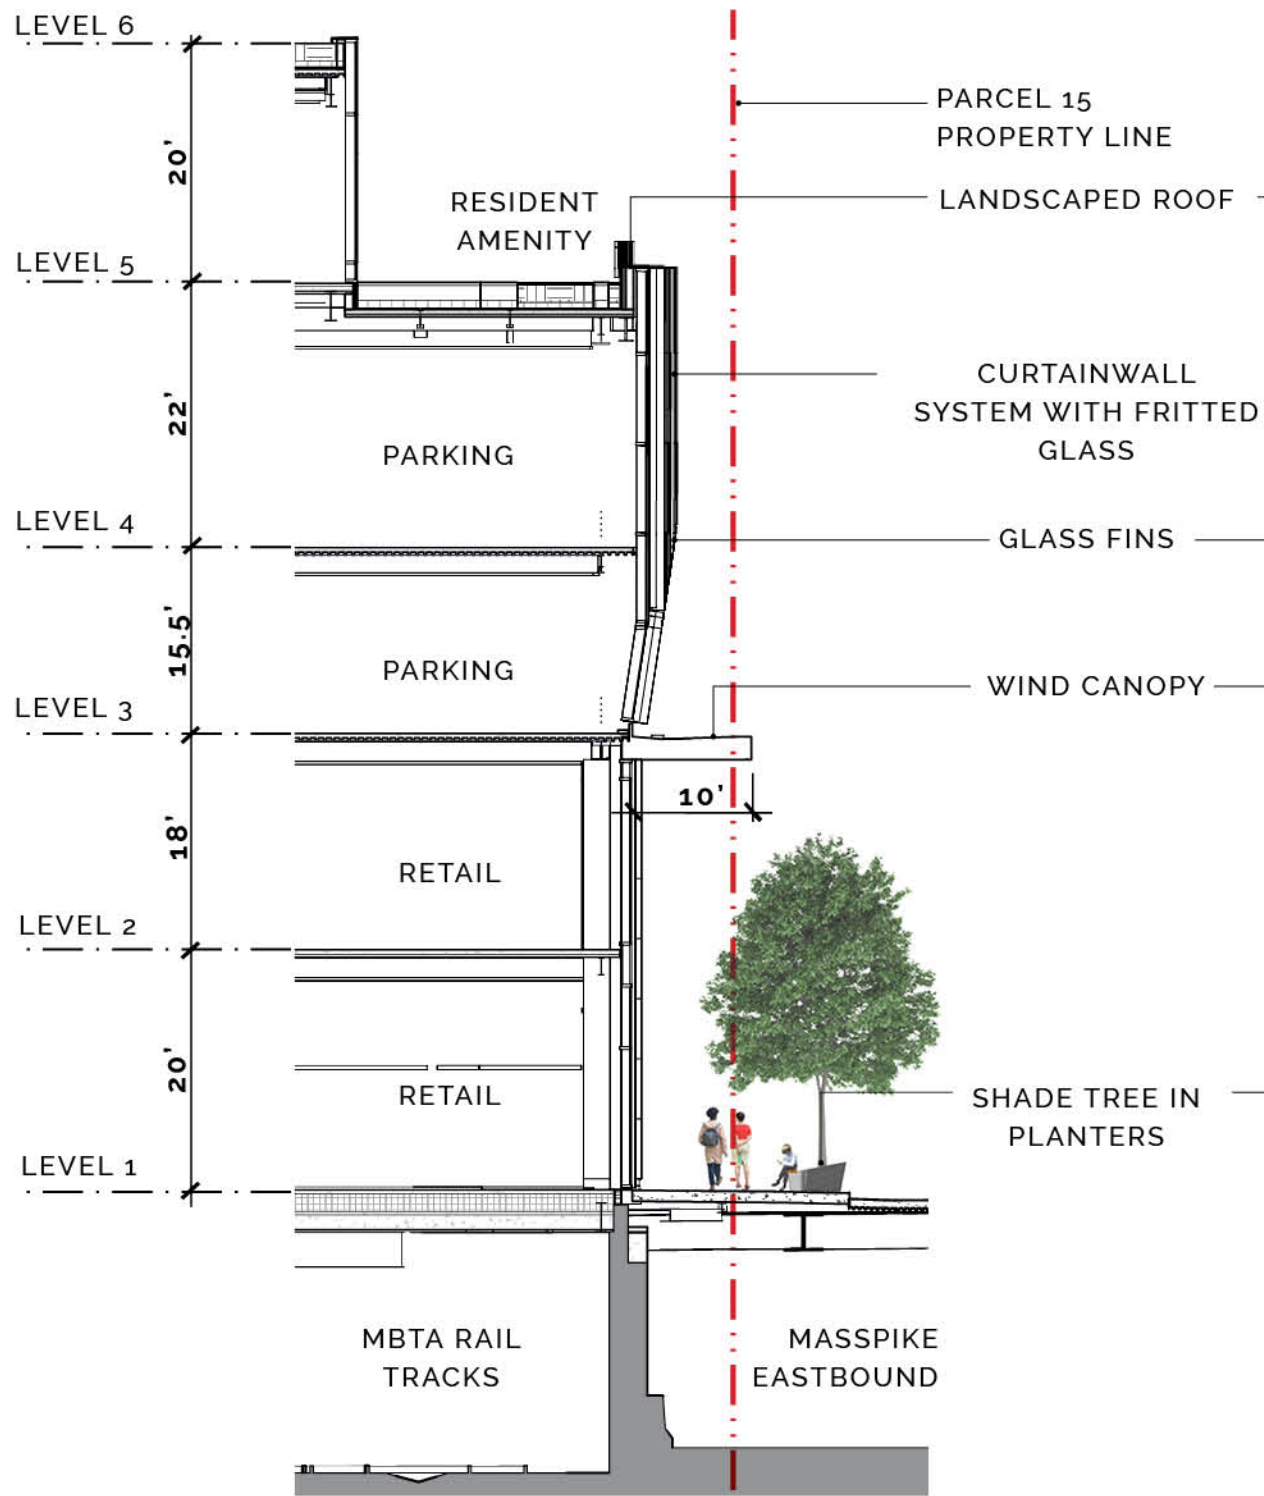 LEVEL 6
PARCEL 15
PROPERTY LINE
20'
RESIDENT
AMENITY
LANDSCAPED ROOF
LEVEL 5
22'
CURTAINWALL
SYSTEM WITH FRITTED
GLASS
PARKING
LEVEL 4
GLASS FINS
15.5'
PARKING
WIND CANOPY
LEVEL 3
10'
18'
RETAIL
LEVEL 2
20'
RETAIL
SHADE TREE IN
PLANTERS
LEVEL 1
MBTA RAIL
TRACKS
MASSPIKE
EASTBOUND